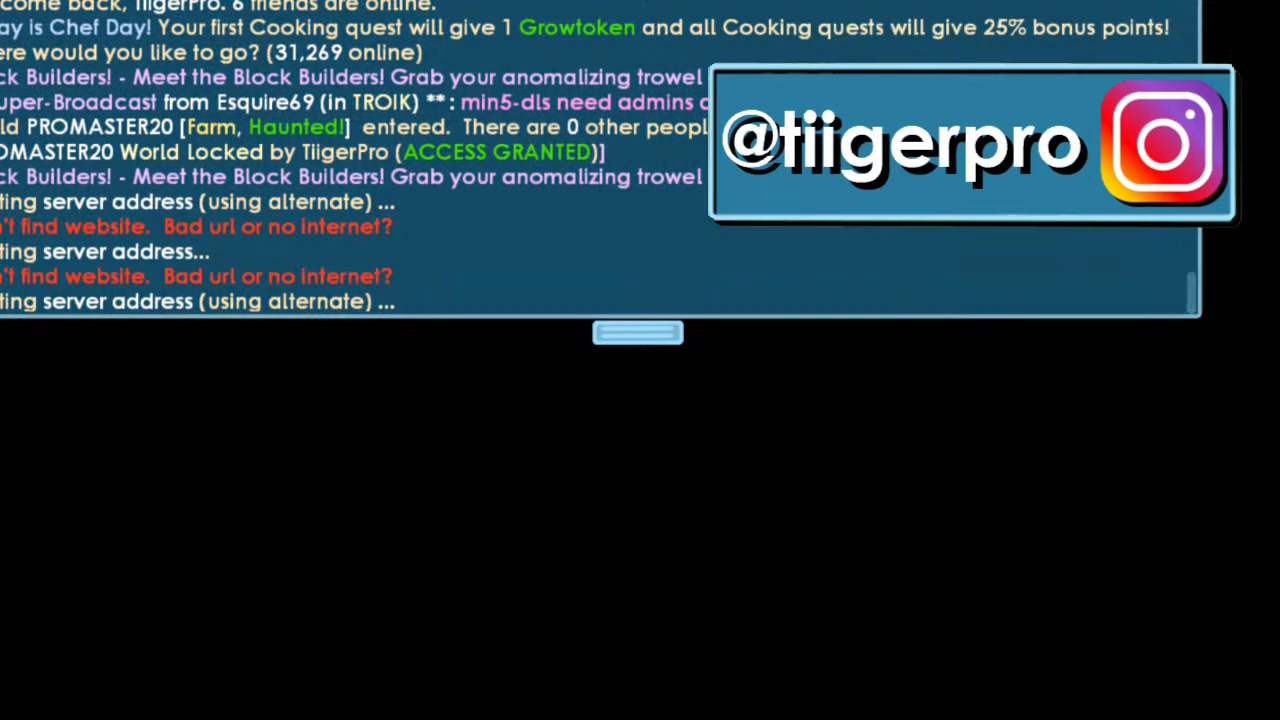 come back, TiigerPro. 6 friends are online.
ay is Chef Day! Your first Cooking quest will give 1 Growtoken and all Cooking quests will give 25% bonus points!
ere would you like to go? (31,269 online)
ck Builders! - Meet the Block Builders! Grab your anomalizing trowel
uper-Broadcast from Esquire69 (in TROIK) ** : min5-dls need admins
ld PROMASTER20 [Farm, Haunted!] entered. There are 0 other peopl
OMASTER20 World Locked by TiigerPro (ACCESS GRANTED)]
ck Builders! - Meet the Block Builders! Grab your anomalizing trowel
ting server address (using alternate) ...
n't find website. Bad url or no internet?
ting server address...
n't find website. Bad url or no internet?
ting server address (using alternate) ...
@tiigerpro